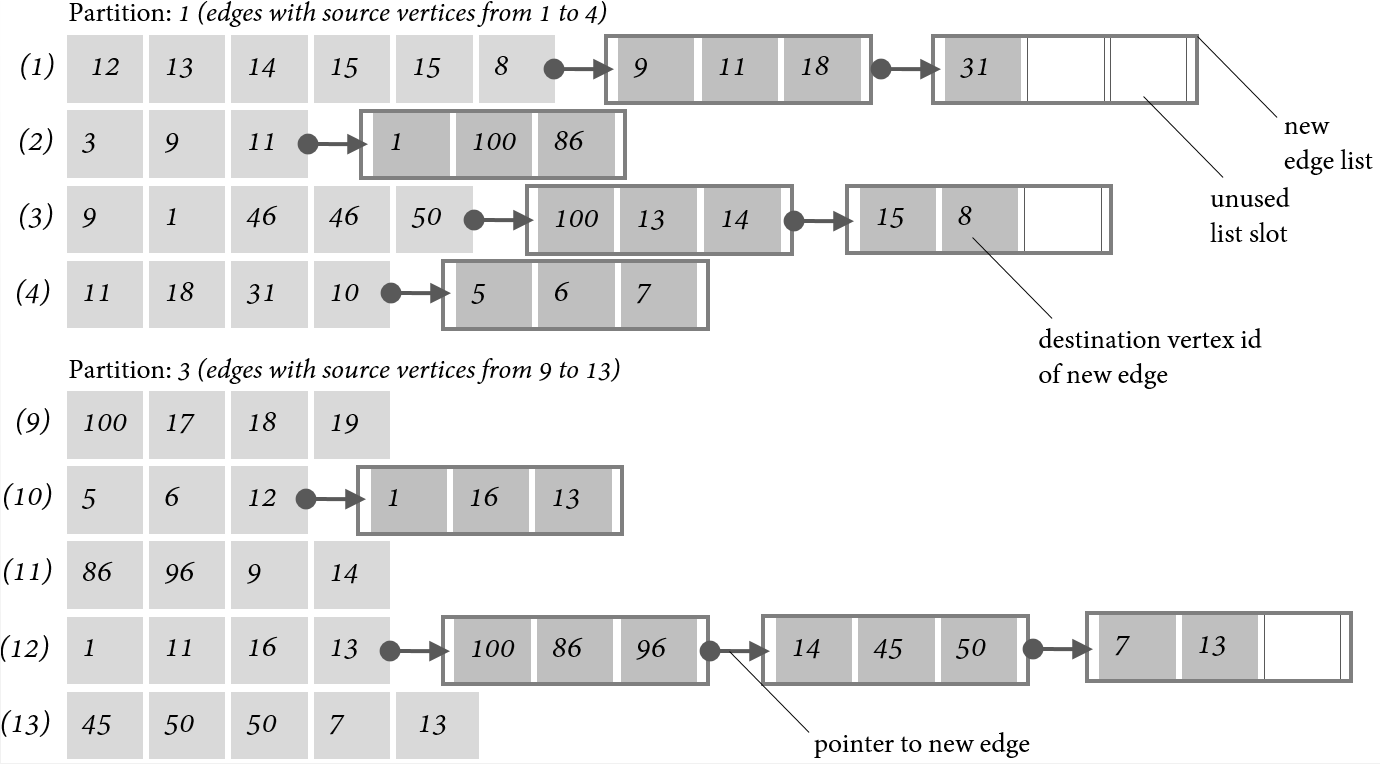 Partition: 1 (edges with source vertices from 1 to 4)
(1) 12 13 14 15 15 8 9 11 18 31
new
edge list
(2) 3 9 11 1 100 86
unused
list slot
(3) 9 1 46 46 50 100 13 14 15 8
(4) 11 18 31 10 5 6 7
destination vertex id
of new edge
Partition: 3 (edges with source vertices from 9 to 13)
(9) 100 17 18 19
(10) 5 6 12 1 16 13
(11) 86 96 9 14
(12) 1 11 16 13 100 86 96 14 45 50 7 13
(13) 45 50 50 7 13
pointer to new edge